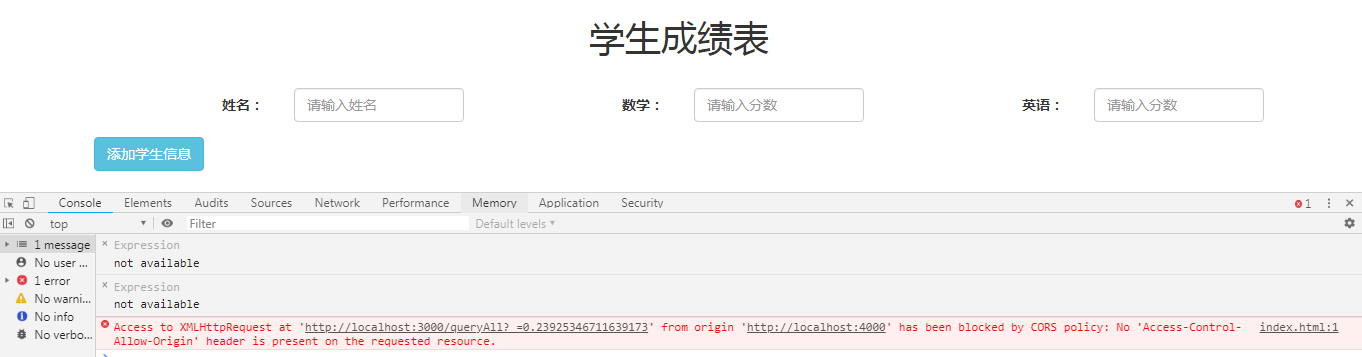 学生成绩表
姓名： 请输入姓名 数学： 请输入分数 英语： 请输入分数
添加学生信息
Console Elements Audits Sources Network Performance Memory Application Security 1
top Filter Default levels
1 message
No user ...
1 error
No warni...
No info
No verbo...
Expression
not available
Expression
not available
Access to XMLHttpRequest at 'http://localhost:3000/queryAll?_=0.23925346711639173' from origin 'http://localhost:4000' has been blocked by CORS policy: No 'Access-Control- index.html:1
Allow-Origin' header is present on the requested resource.